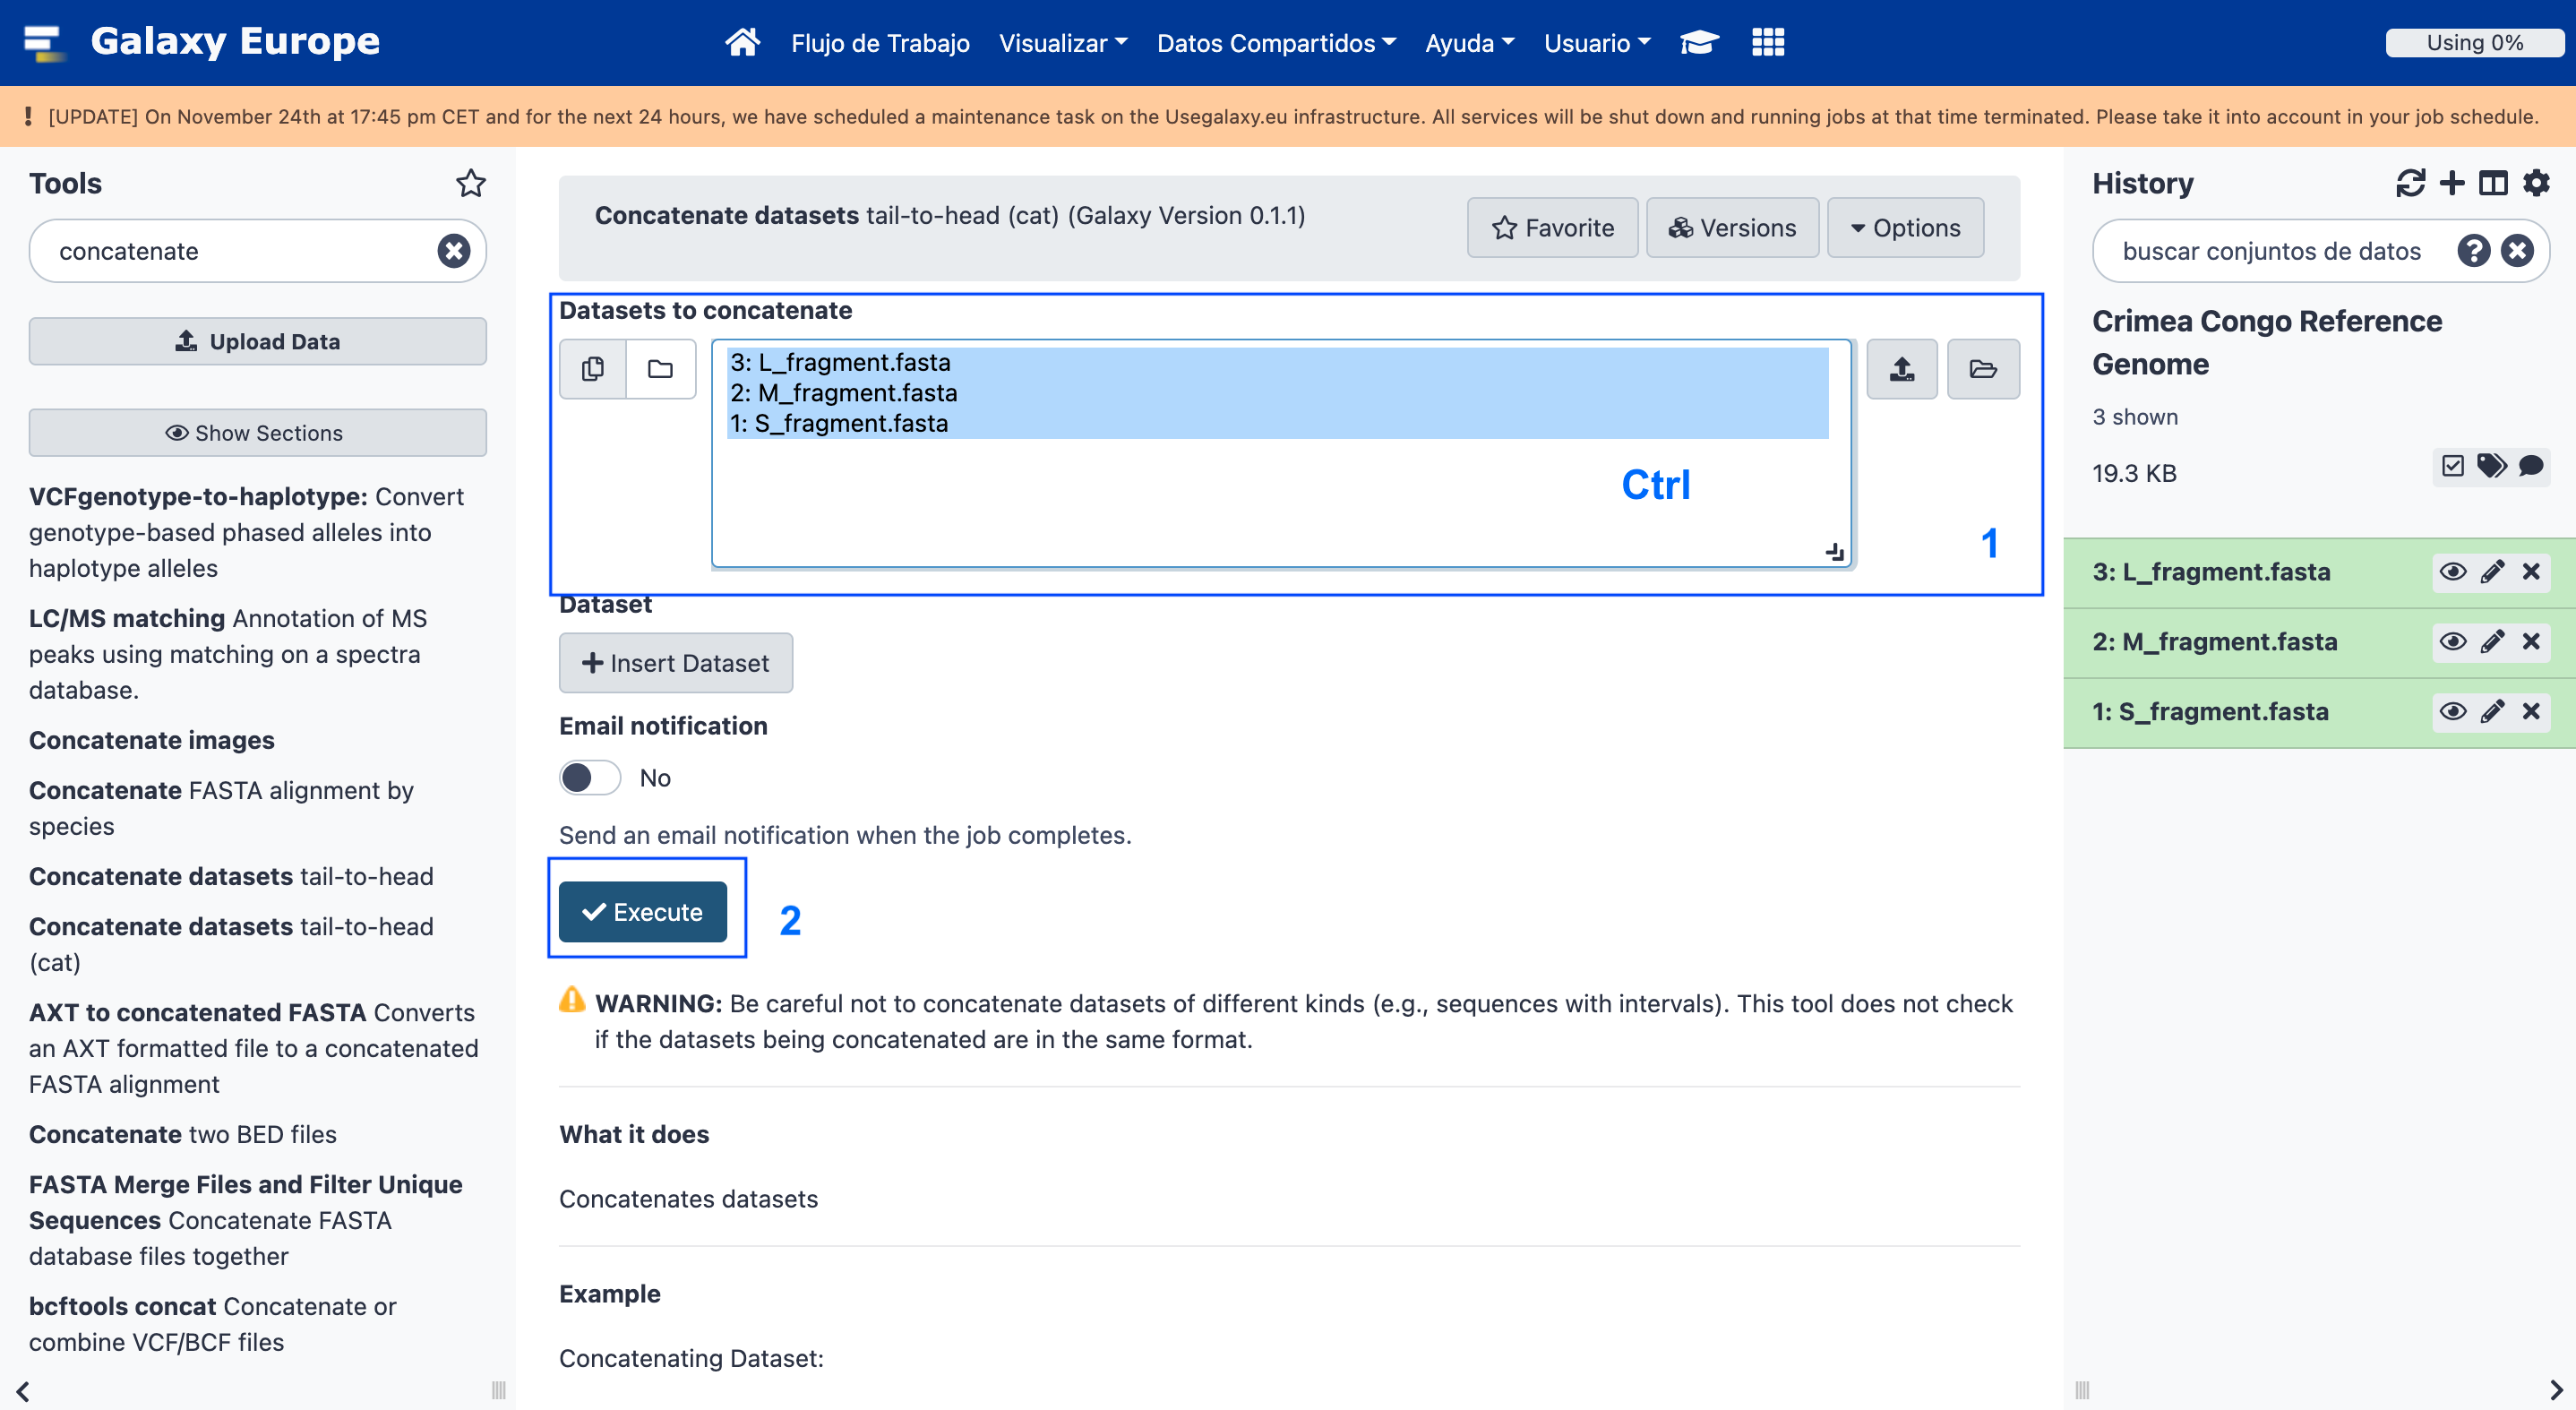 Galaxy Europe
Flujo de Trabajo Visualizar Datos Compartidos Ayuda Usuario
Using 0%
[UPDATE] On November 24th at 17:45 pm CET and for the next 24 hours, we have scheduled a maintenance task on the Usegalaxy.eu infrastructure. All services will be shut down and running jobs at that time terminated. Please take it into account in your job schedule.
Tools
concatenate
Upload Data
Show Sections
VCFgenotype-to-haplotype: Convert
genotype-based phased alleles into
haplotype alleles
LC/MS matching Annotation of MS
peaks using matching on a spectra
database.
Concatenate images
Concatenate FASTA alignment by
species
Concatenate datasets tail-to-head
Concatenate datasets tail-to-head
(cat)
AXT to concatenated FASTA Converts
an AXT formatted file to a concatenated
FASTA alignment
Concatenate two BED files
FASTA Merge Files and Filter Unique
Sequences Concatenate FASTA
database files together
bcftools concat Concatenate or
combine VCF/BCF files
Concatenate datasets tail-to-head (cat) (Galaxy Version 0.1.1)
Favorite
Versions
Options
Datasets to concatenate
3: L_fragment.fasta
2: M_fragment.fasta
1: S_fragment.fasta
Ctrl
1
Dataset
Insert Dataset
Email notification
No
Send an email notification when the job completes.
Execute
2
WARNING: Be careful not to concatenate datasets of different kinds (e.g., sequences with intervals). This tool does not check
if the datasets being concatenated are in the same format.
What it does
Concatenates datasets
Example
Concatenating Dataset:
History
buscar conjuntos de datos
Crimea Congo Reference
Genome
3 shown
19.3 KB
3: L_fragment.fasta
2: M_fragment.fasta
1: S_fragment.fasta